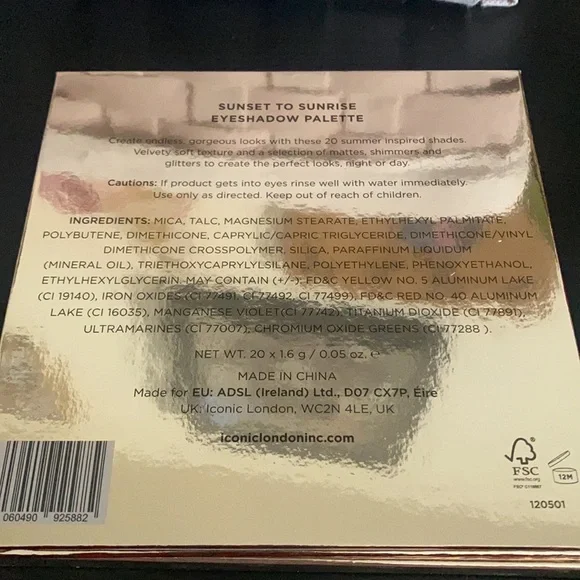 SUNSET TO SUNRISE
EYESHADOW PALETTE
Create endless, gorgeous looks with these 20 summer inspired shades.
Velvety soft texture and a selection of mattes, shimmers and
glitters to create the perfect looks, night or day.
Cautions: If product gets into eyes rinse well with water immediately.
Use only as directed. Keep out of reach of children.
INGREDIENTS: MICA, TALC, MAGNESIUM STEARATE, ETHYLHEXYL PALMITATE,
POLYBUTENE, DIMETHICONE, CAPRYLIC/CAPRIC TRIGLYCERIDE, DIMETHICONE/VINYL
DIMETHICONE CROSSPOLYMER, SILICA, PARAFFINUM LIQUIDUM
(MINERAL OIL), TRIETHOXYCAPRYLYLSILANE, POLYETHYLENE, PHENOXYETHANOL,
ETHYLHEXYLGLYCERIN. MAY CONTAIN (+/-): FD&C YELLOW NO. 5 ALUMINUM LAKE
(CI 19140), IRON OXIDES (CI 77491, CI 77492, CI 77499), FD&C RED NO. 40 ALUMINUM
LAKE (CI 16035), MANGANESE VIOLET(CI 77742), TITANIUM DIOXIDE (CI 77891),
ULTRAMARINES (CI 77007), CHROMIUM OXIDE GREENS (CI 77288 ).
NET WT. 20 x 1.6 g / 0.05 oz. e
MADE IN CHINA
Made for EU: ADSL (Ireland) Ltd., D07 CX7P, Éire
UK: Iconic London, WC2N 4LE, UK
iconiclondoninc.com
FSC
www.fsc.org
12M
060490 925882
120501